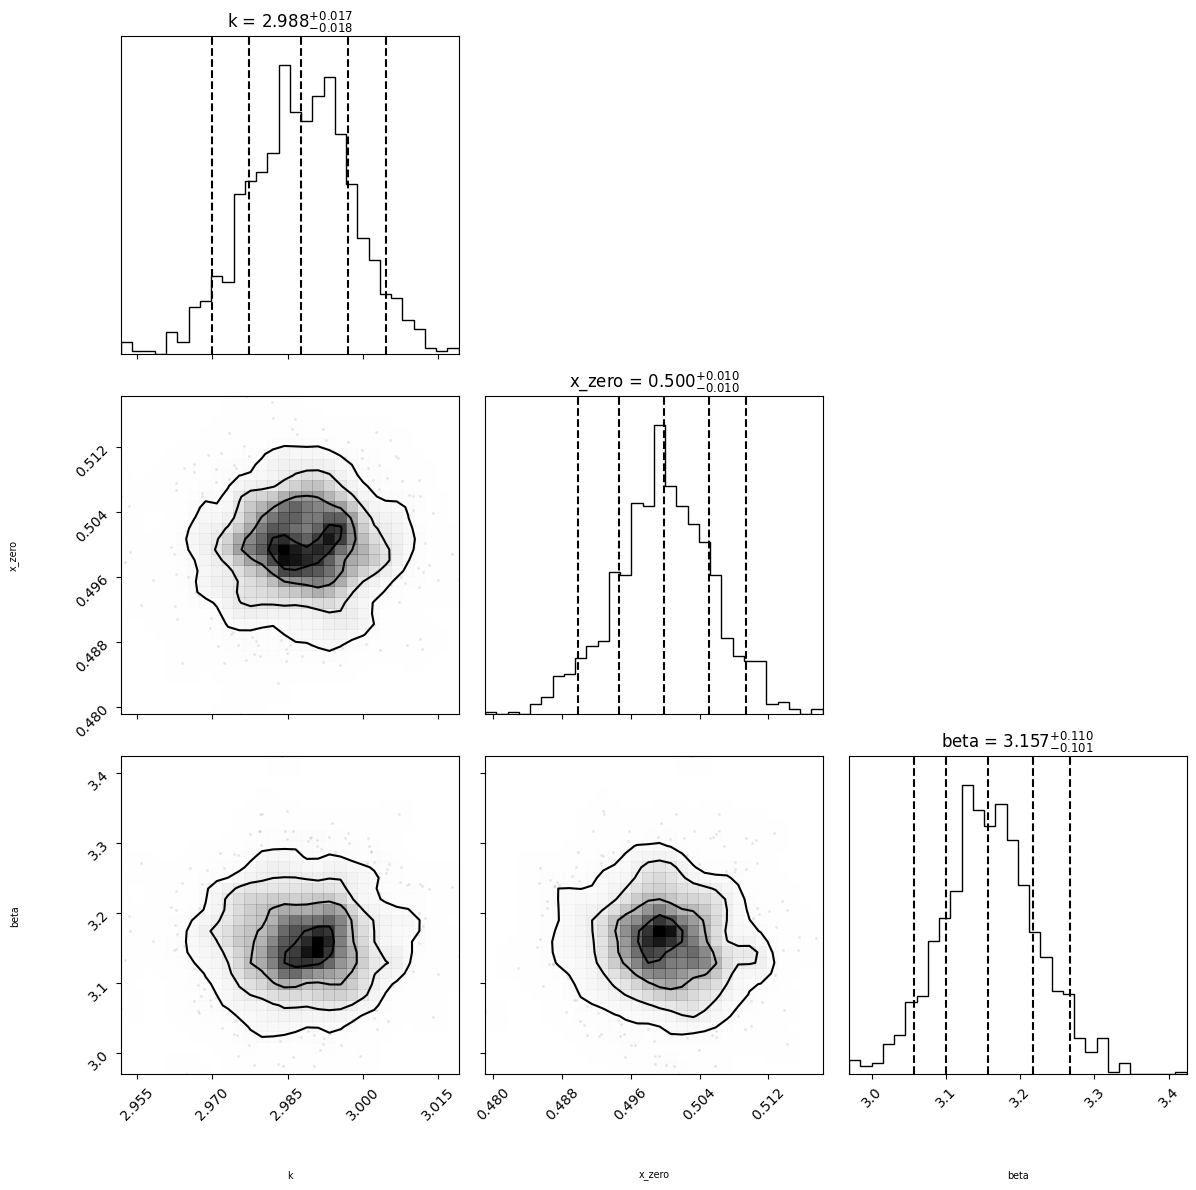 k = 2.988^{+0.017}_{-0.018}
x_zero = 0.500^{+0.010}_{-0.010}
0.512
0.504
0.496
0.488
0.480
x_zero
beta = 3.157^{+0.110}_{-0.101}
3.4
3.3
3.2
3.1
3.0
beta
2.955 2.970 2.985 3.000 3.015
0.480 0.488 0.496 0.504 0.512
3.0 3.1 3.2 3.3 3.4
k x_zero beta